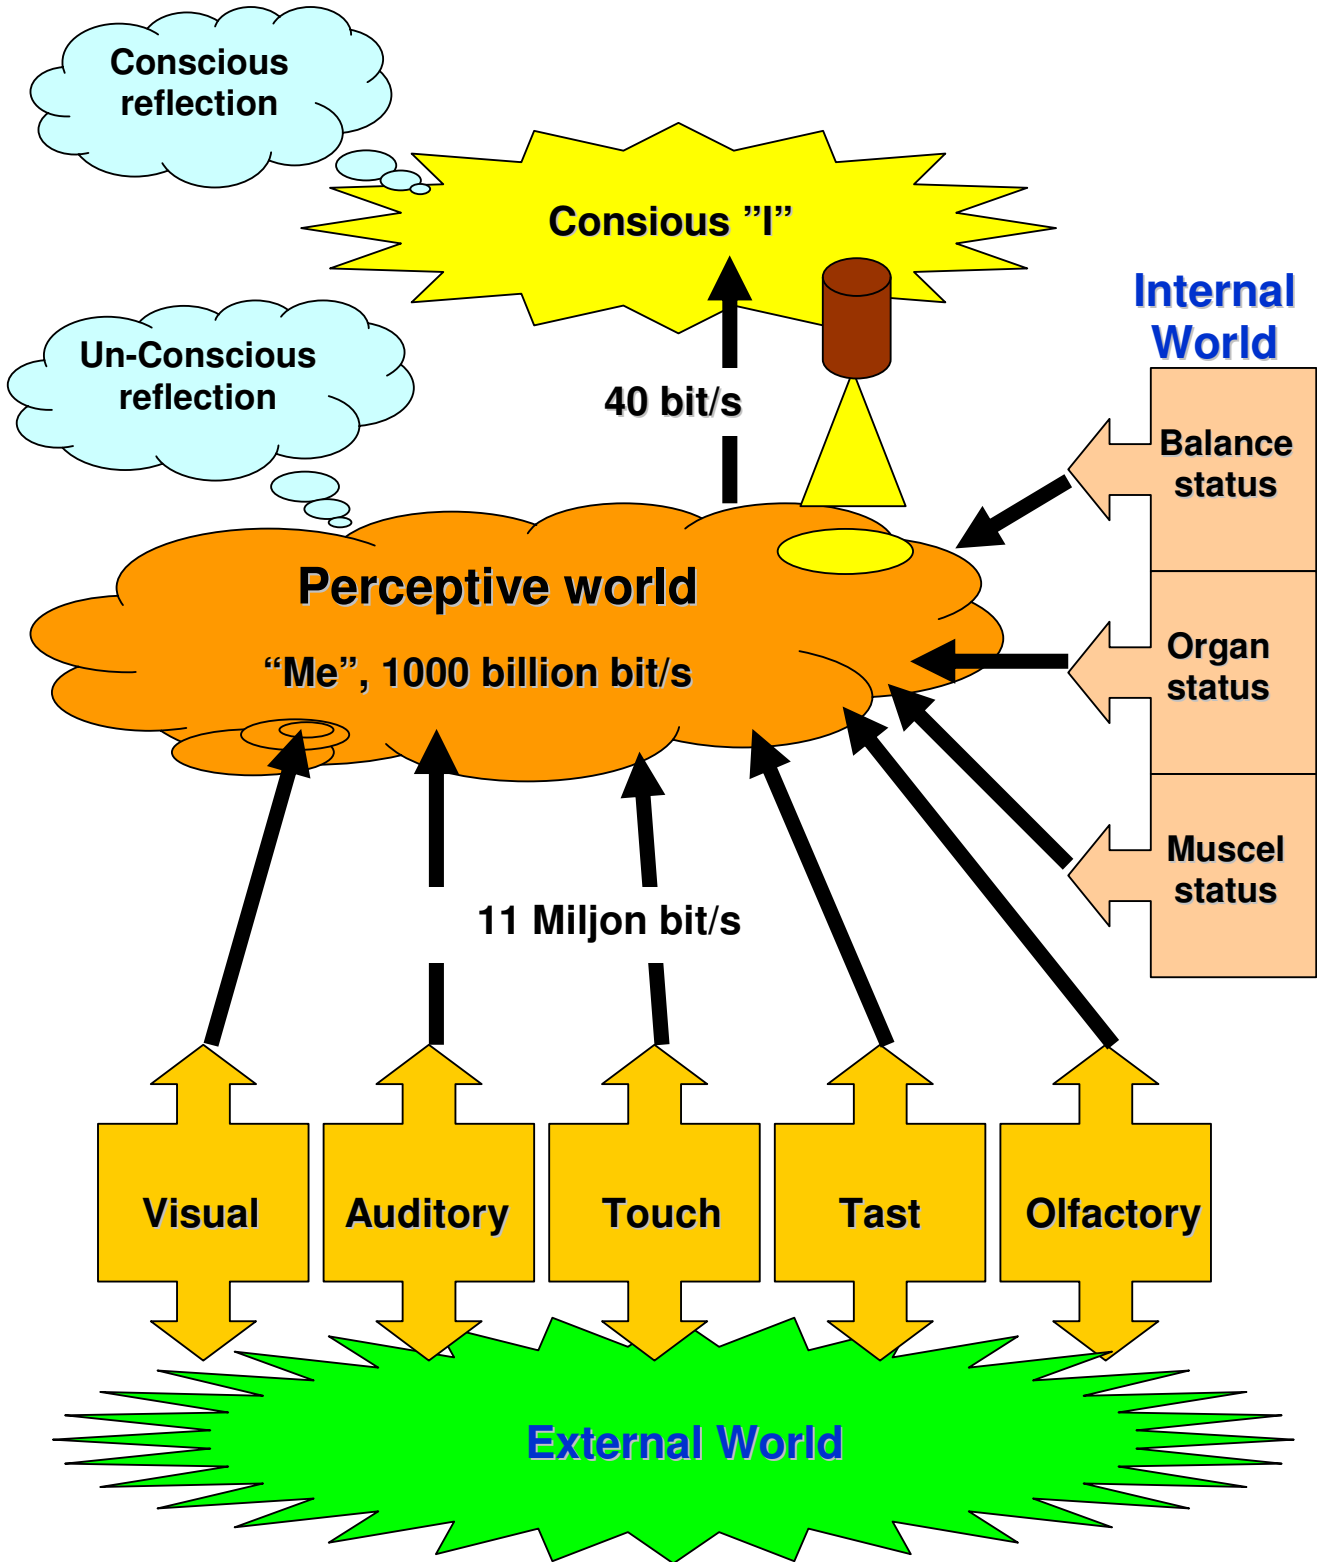 Conscious
reflection
Consious ”I”
Internal
World
Un-Conscious
reflection
40 bit/s
Balance
status
Perceptive world
“Me”, 1000 billion bit/s
Organ
status
Muscel
status
11 Miljon bit/s
Visual
Auditory
Touch
Tast
Olfactory
External World